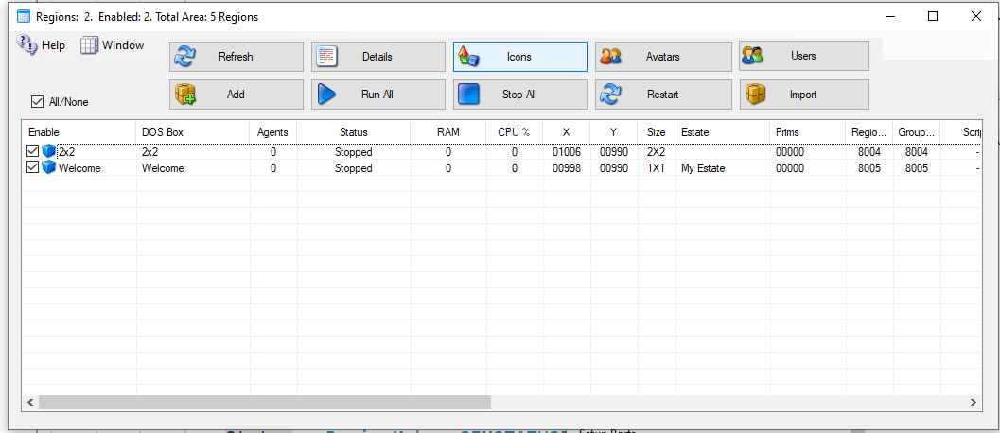 Regions:  2.  Enabled: 2. Total Area: 5 Regions
Help Window
Refresh Details Icons Avatars Users
Add Run All Stop All Restart Import
All/None
Enable DOS Box Agents Status RAM CPU % X Y Size Estate Prims Regio... Group... Scrip
2x2 2x2 0 Stopped 0 0 01006 00990 2X2 00000 8004 8004 -
Welcome Welcome 0 Stopped 0 0 00998 00990 1X1 My Estate 00000 8005 8005 -